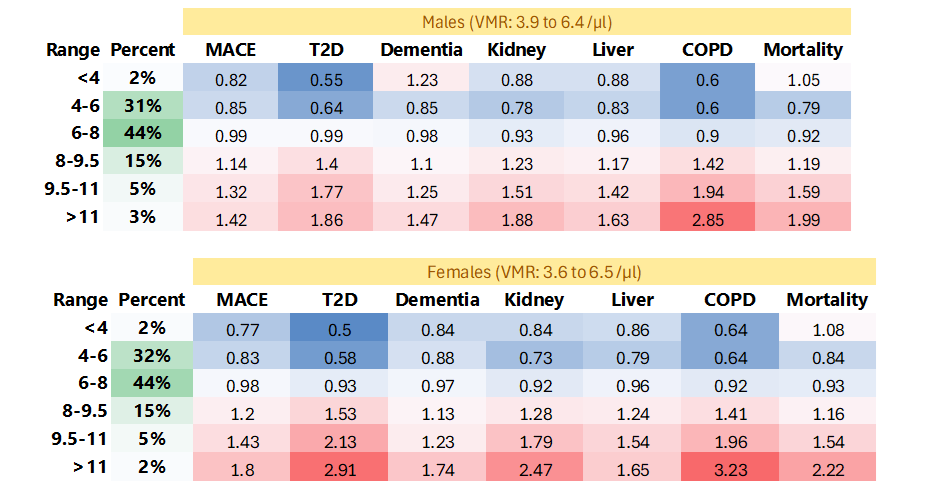 Males (VMR: 3.9 to 6.4 /µl)
Range Percent MACE T2D Dementia Kidney Liver COPD Mortality
<4 2% 0.82 0.55 1.23 0.88 0.88 0.6 1.05
4-6 31% 0.85 0.64 0.85 0.78 0.83 0.6 0.79
6-8 44% 0.99 0.99 0.98 0.93 0.96 0.9 0.92
8-9.5 15% 1.14 1.4 1.1 1.23 1.17 1.42 1.19
9.5-11 5% 1.32 1.77 1.25 1.51 1.42 1.94 1.59
>11 3% 1.42 1.86 1.47 1.88 1.63 2.85 1.99
Females (VMR: 3.6 to 6.5 /µl)
Range Percent MACE T2D Dementia Kidney Liver COPD Mortality
<4 2% 0.77 0.5 0.84 0.84 0.86 0.64 1.08
4-6 32% 0.83 0.58 0.88 0.73 0.79 0.64 0.84
6-8 44% 0.98 0.93 0.97 0.92 0.96 0.92 0.93
8-9.5 15% 1.2 1.53 1.13 1.28 1.24 1.41 1.16
9.5-11 5% 1.43 2.13 1.23 1.79 1.54 1.96 1.54
>11 2% 1.8 2.91 1.74 2.47 1.65 3.23 2.22